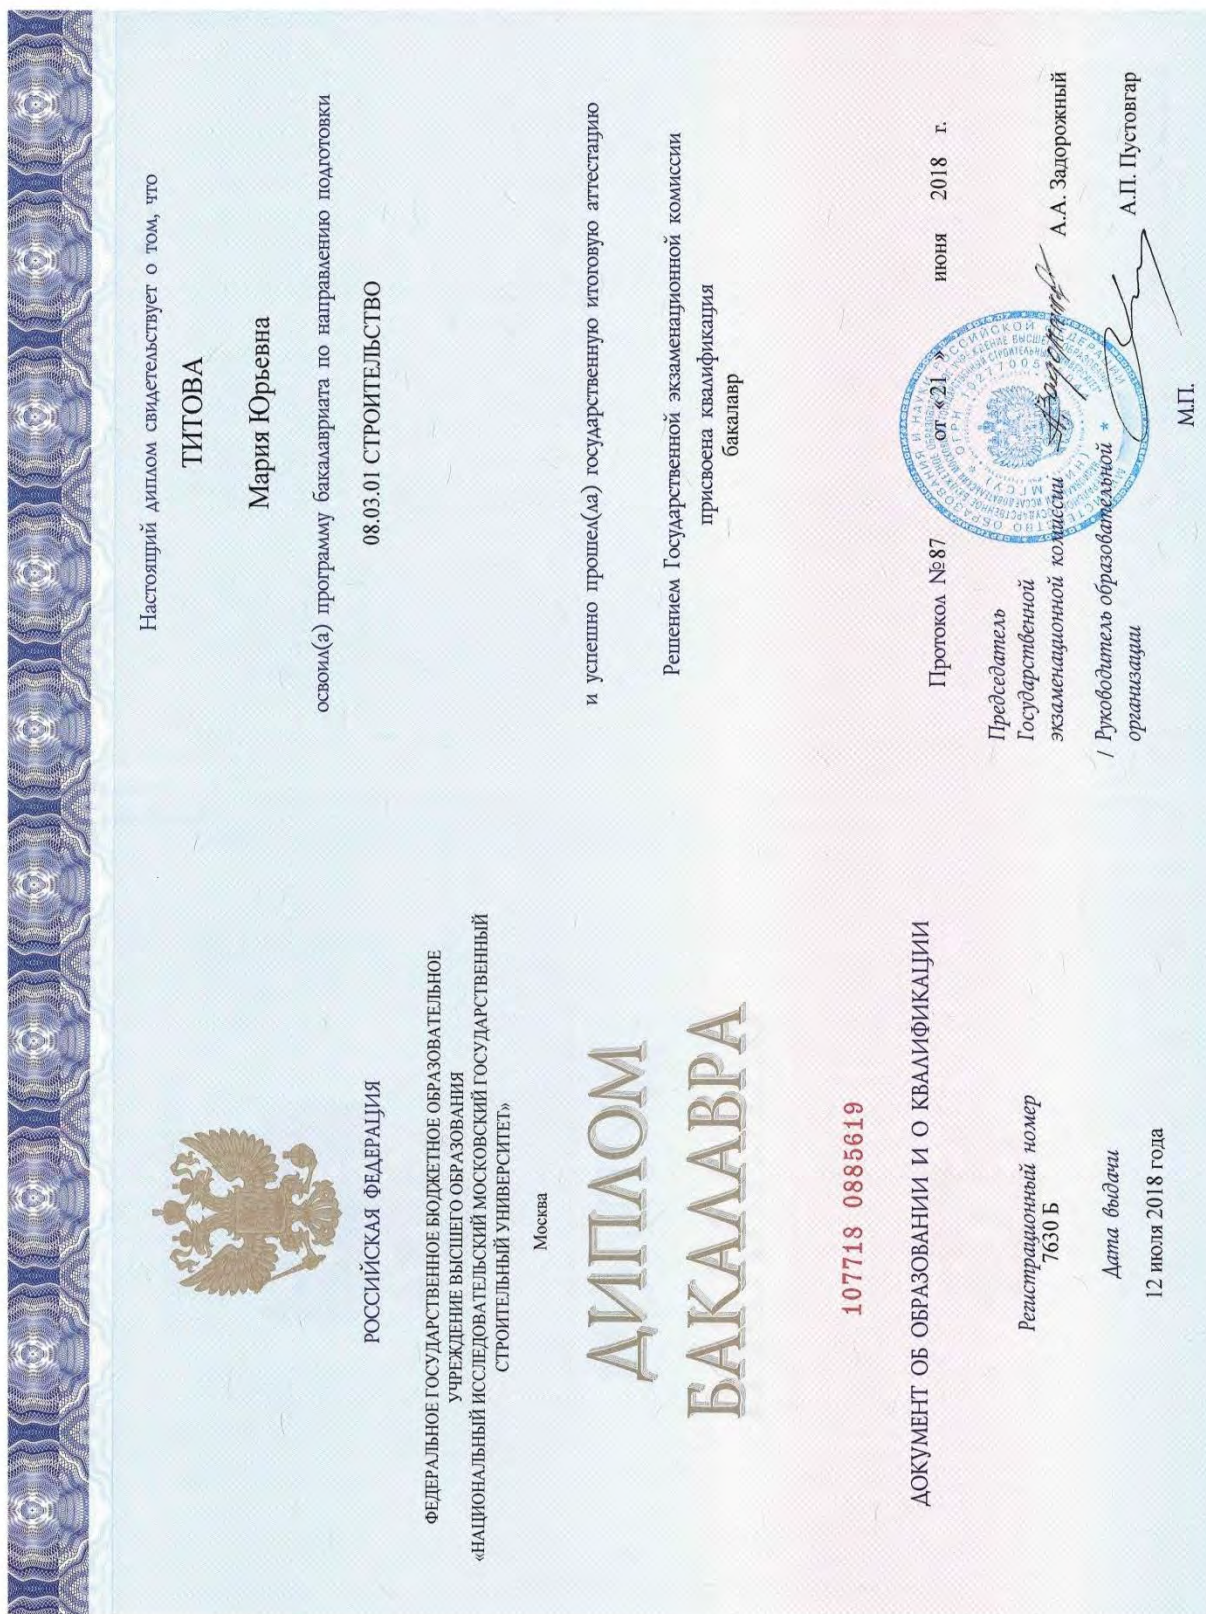 РОССИЙСКАЯ ФЕДЕРАЦИЯ
ФЕДЕРАЛЬНОЕ ГОСУДАРСТВЕННОЕ БЮДЖЕТНОЕ ОБРАЗОВАТЕЛЬНОЕ
УЧРЕЖДЕНИЕ ВЫСШЕГО ОБРАЗОВАНИЯ
«НАЦИОНАЛЬНЫЙ ИССЛЕДОВАТЕЛЬСКИЙ МОСКОВСКИЙ ГОСУДАРСТВЕННЫЙ
СТРОИТЕЛЬНЫЙ УНИВЕРСИТЕТ»
Москва
ДИПЛОМ
БАКАЛАВРА
107718 0885619
ДОКУМЕНТ ОБ ОБРАЗОВАНИИ И О КВАЛИФИКАЦИИ
Регистрационный номер
7630 Б
Дата выдачи
12 июля 2018 года
Настоящий диплом свидетельствует о том, что
ТИТОВА
Мария Юрьевна
освоил(а) программу бакалавриата по направлению подготовки
08.03.01 СТРОИТЕЛЬСТВО
и успешно прошел(ла) государственную итоговую аттестацию
Решением Государственной экзаменационной комиссии
присвоена квалификация
бакалавр
Протокол №87 от «21» июня 2018 г.
Председатель
Государственной
экзаменационной комиссии А.А. Задорожный
/ Руководитель образовательной
организации А.П. Пустовгар
М.П.